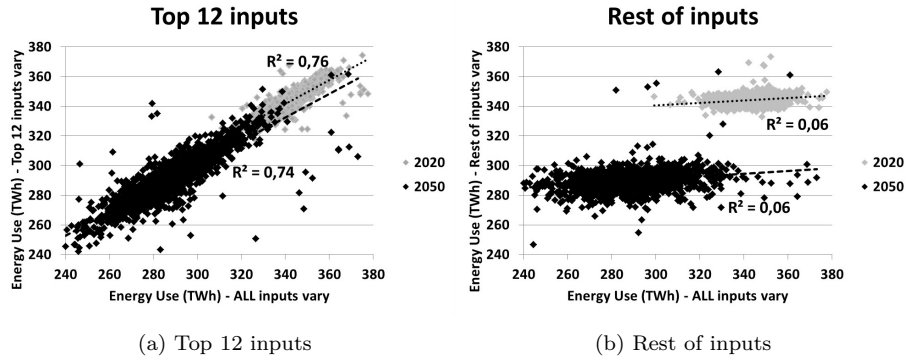 Top 12 inputs
Energy Use (TWh) - Top 12 inputs vary
380
360
340
320
300
280
260
240
R² = 0,76
R² = 0,74
2020
2050
240 260 280 300 320 340 360 380
Energy Use (TWh) - ALL inputs vary
(a) Top 12 inputs
Rest of inputs
Energy Use (TWh) - Rest of inputs vary
380
360
340
320
300
280
260
240
R² = 0,06
R² = 0,06
2020
2050
240 260 280 300 320 340 360 380
Energy Use (TWh) - ALL inputs vary
(b) Rest of inputs